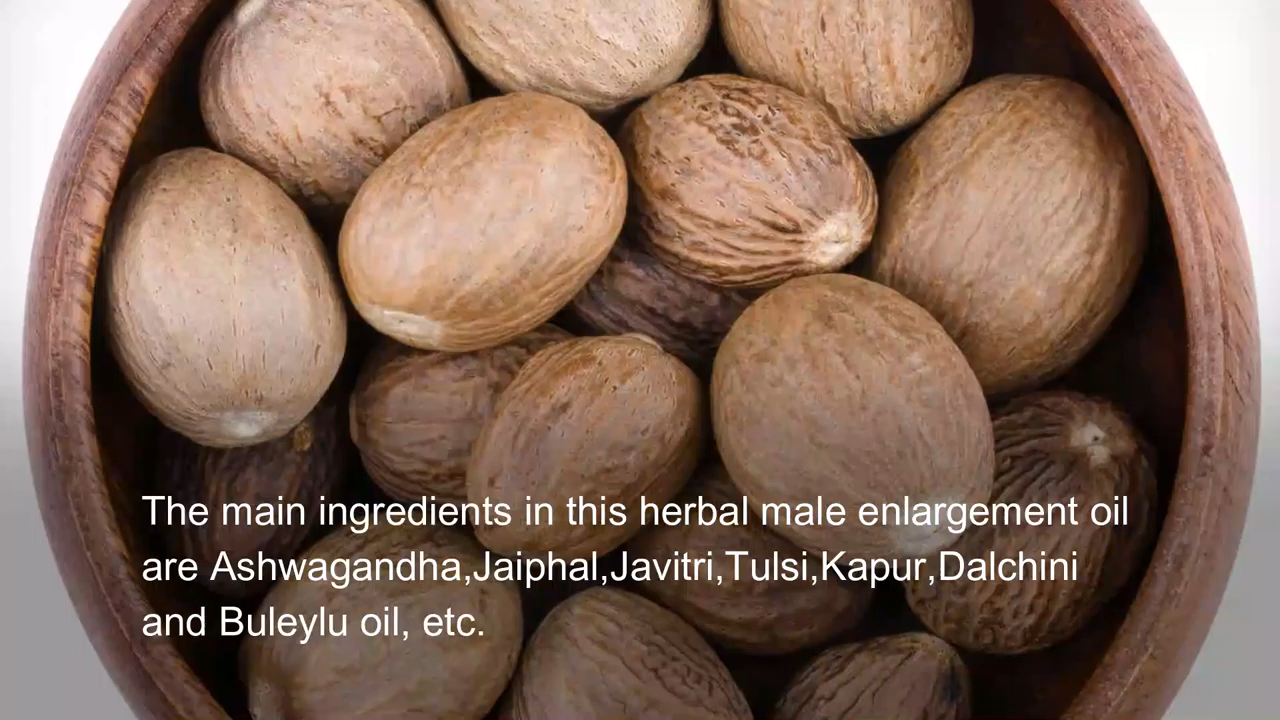 The main ingredients in this herbal male enlargement oil
are Ashwagandha,Jaiphal,Javitri,Tulsi,Kapur,Dalchini
and Buleylu oil, etc.